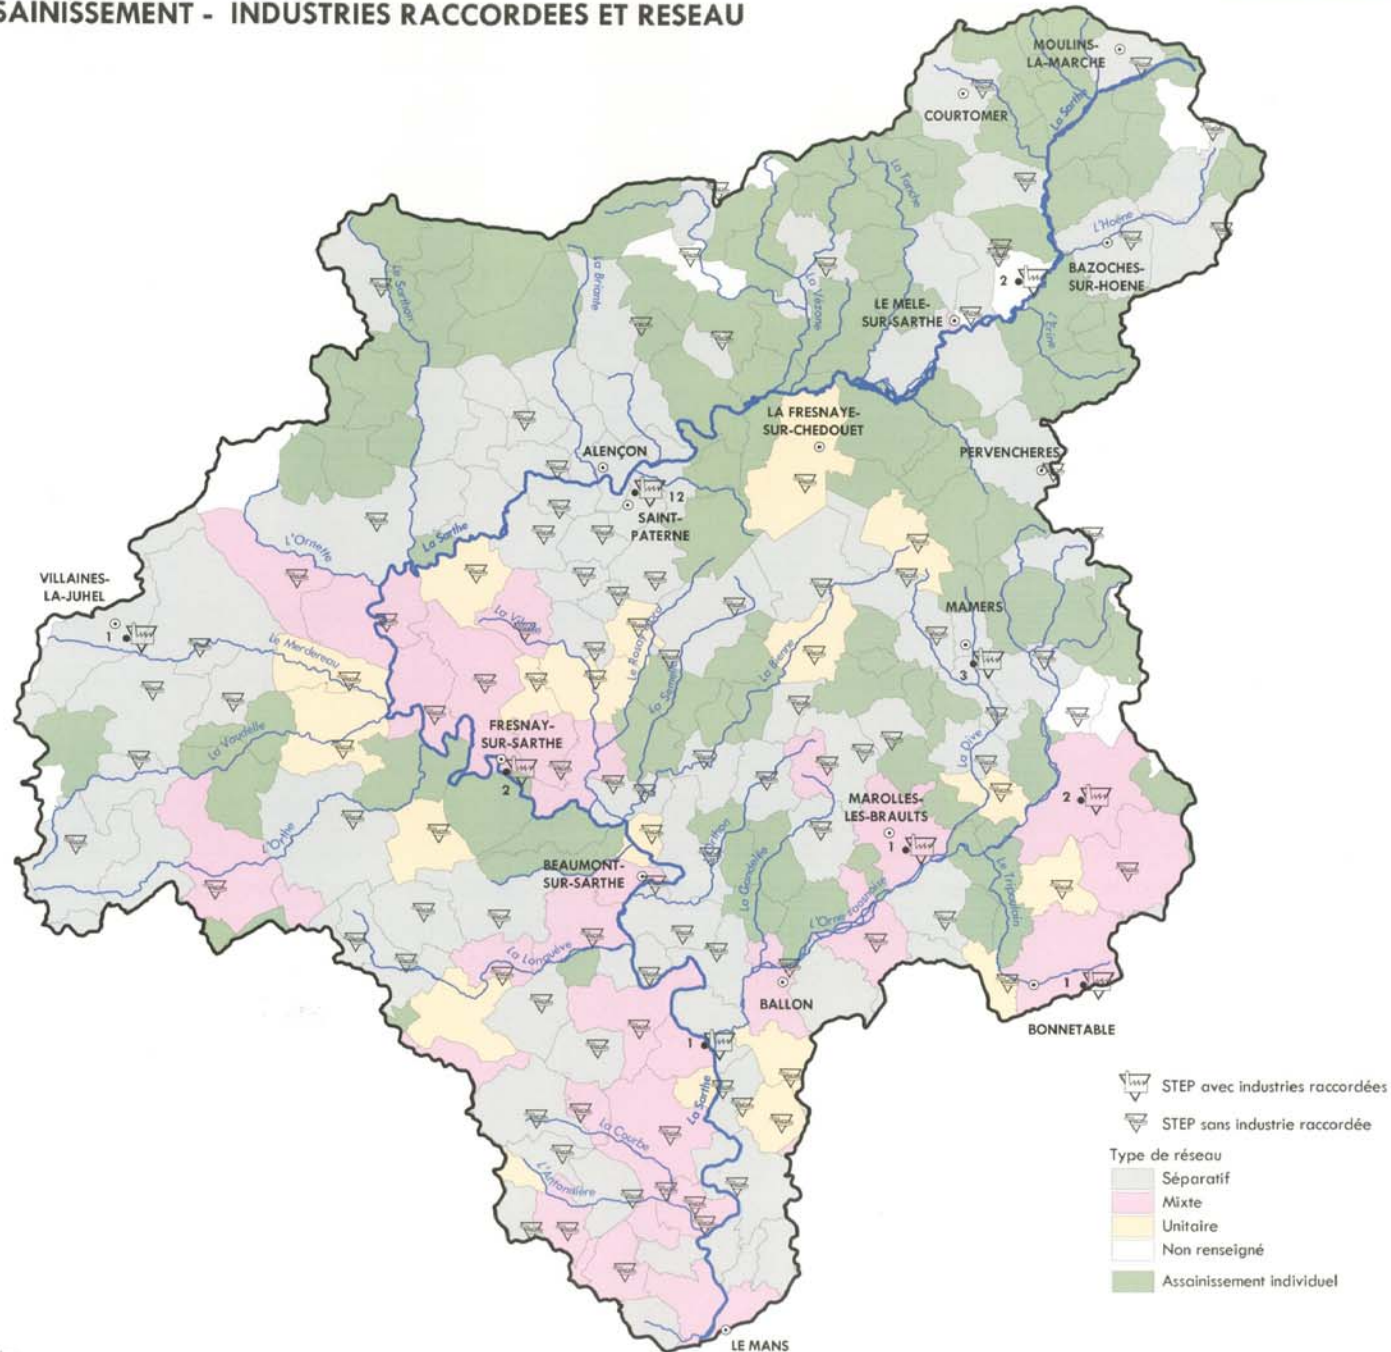 SAINISSEMENT - INDUSTRIES RACCORDEES ET RESEAU
MOULINS-
LA-MARCHE
COURTOMER
La Sarthe
La Tanche
L'Hoëne
BAZOCHES-
SUR-HOENE
2
LE MELE-
SUR-SARTHE
L'Erine
La Vézone
La Briante
Le Sarthon
LA FRESNAYE-
SUR-CHEDOUET
PERVENCHERES
ALENÇON
12
SAINT-
PATERNE
La Sarthe
L'Ornette
VILLAINES-
LA-JUHEL
1
Le Merdereau
MAMERS
3
La Bienne
La Semelle
La Vaudelle
FRESNAY-
SUR-SARTHE
2
La Dive
MAROLLES-
LES-BRAULTS
1
2
L'Orthe
BEAUMONT-
SUR-SARTHE
La Gandelée
Le Tripoulain
La Longuève
BALLON
1
BONNETABLE
1
La Sarthe
La Courbe
L'Antonnière
LE MANS
STEP avec industries raccordées
STEP sans industrie raccordée
Type de réseau
Séparatif
Mixte
Unitaire
Non renseigné
Assainissement individuel